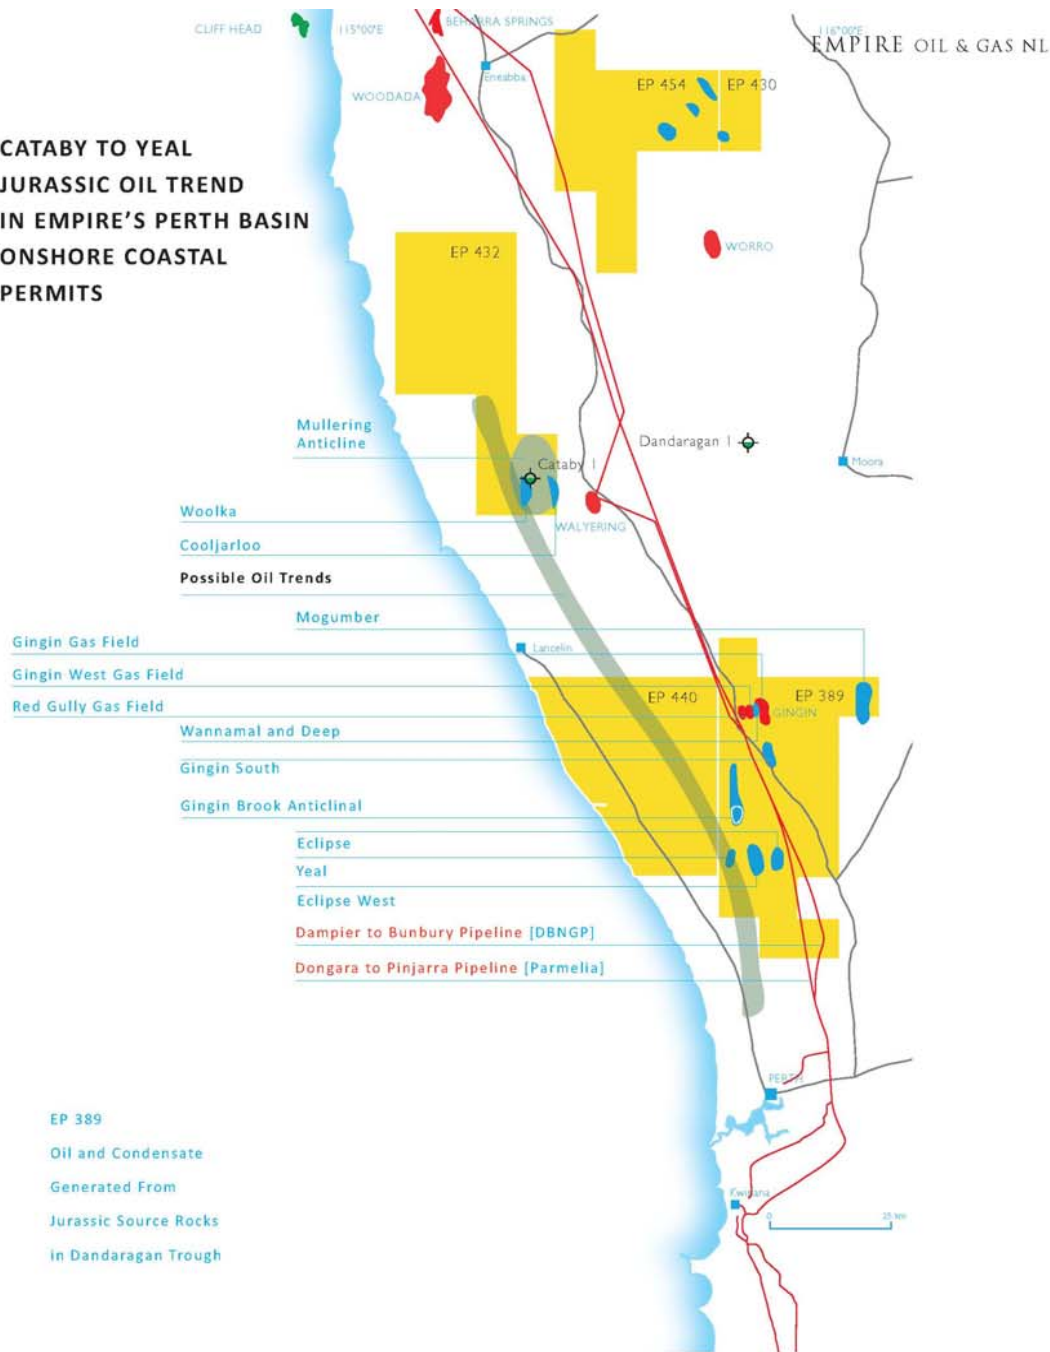 CLIFF HEAD
115°00'E
BEHARRA SPRINGS
116°00'E
EMPIRE OIL & GAS NL
Eneabba
EP 454
EP 430
WOODADA
CATABY TO YEAL
JURASSIC OIL TREND
IN EMPIRE'S PERTH BASIN
ONSHORE COASTAL
PERMITS
WORRO
EP 432
Mullering
Anticline
Dandaragan 1
Cataby 1
Moora
Woolka
WALYERING
Cooljarloo
Possible Oil Trends
Mogumber
Gingin Gas Field
Lancelin
Gingin West Gas Field
EP 440
EP 389
Red Gully Gas Field
GINGIN
Wannamal and Deep
Gingin South
Gingin Brook Anticlinal
Eclipse
Yeal
Eclipse West
Dampier to Bunbury Pipeline [DBNGP]
Dongara to Pinjarra Pipeline [Parmelia]
PERTH
EP 389
Oil and Condensate
Generated From
Jurassic Source Rocks
in Dandaragan Trough
Kwinana
0
25 km